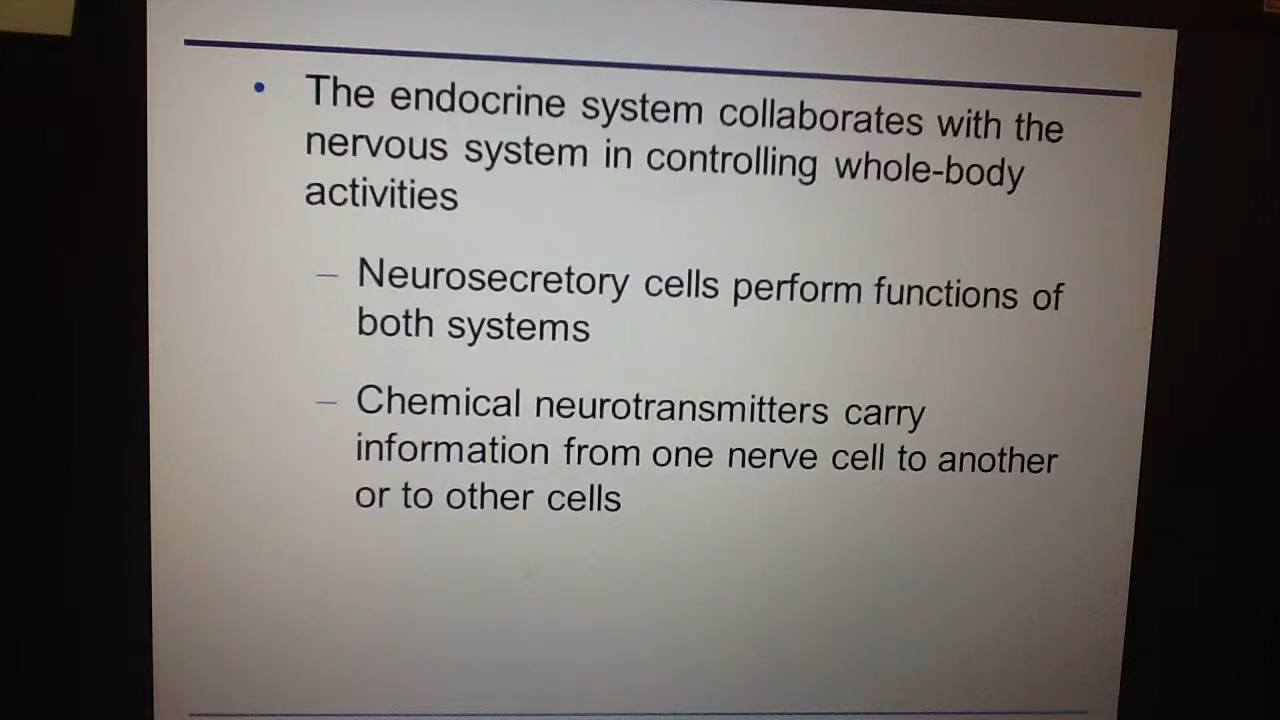 • The endocrine system collaborates with the
nervous system in controlling whole-body
activities
– Neurosecretory cells perform functions of
both systems
– Chemical neurotransmitters carry
information from one nerve cell to another
or to other cells